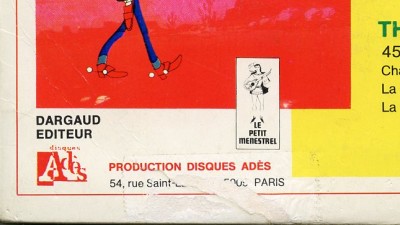 TH
45
Cha
La
La
LE
PETIT
MENESTREL
DARGAUD
EDITEUR
disques
Adès
PRODUCTION DISQUES ADÈS
54, rue Saint-L PARIS